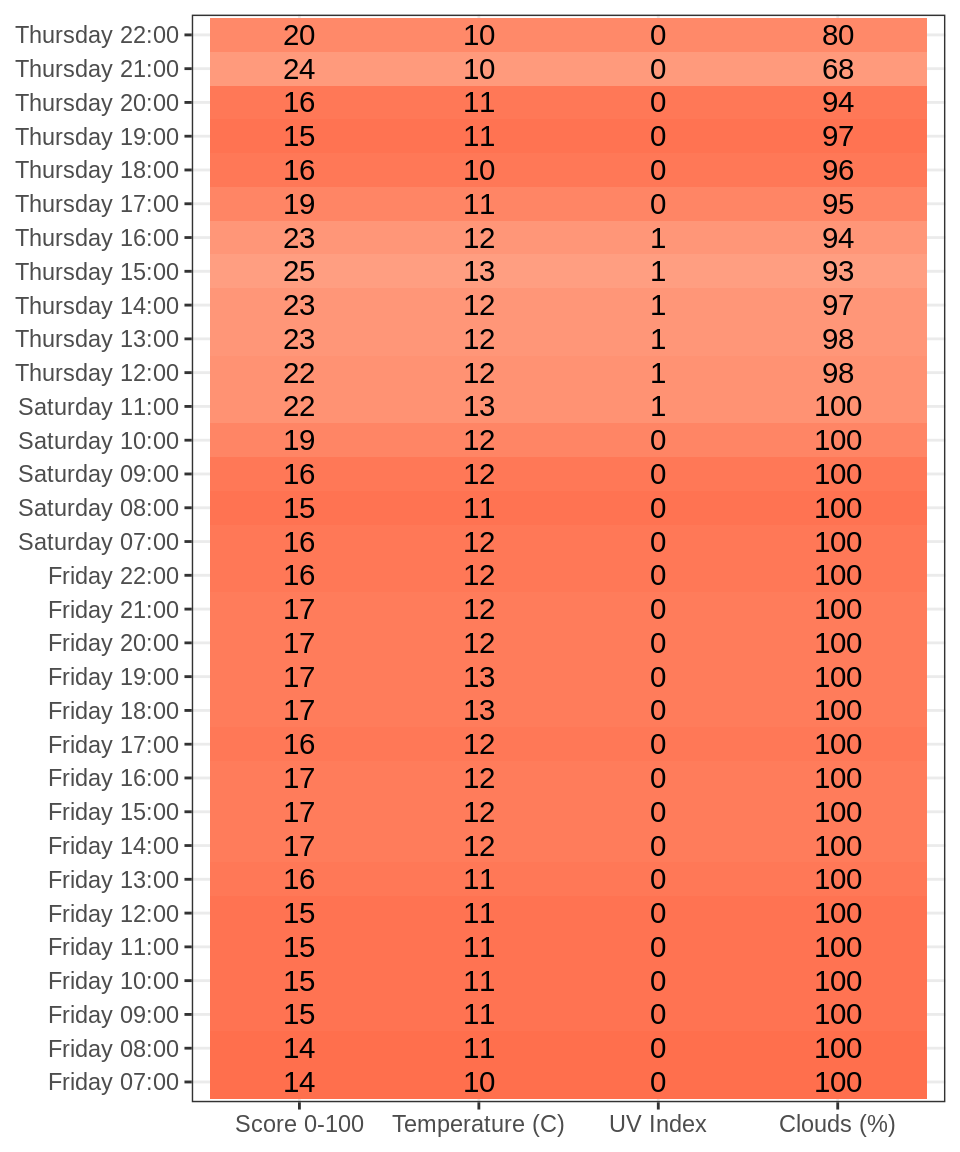 Thursday 22:00 20 10 0 80
Thursday 21:00 24 10 0 68
Thursday 20:00 16 11 0 94
Thursday 19:00 15 11 0 97
Thursday 18:00 16 10 0 96
Thursday 17:00 19 11 0 95
Thursday 16:00 23 12 1 94
Thursday 15:00 25 13 1 93
Thursday 14:00 23 12 1 97
Thursday 13:00 23 12 1 98
Thursday 12:00 22 12 1 98
Saturday 11:00 22 13 1 100
Saturday 10:00 19 12 0 100
Saturday 09:00 16 12 0 100
Saturday 08:00 15 11 0 100
Saturday 07:00 16 12 0 100
Friday 22:00 16 12 0 100
Friday 21:00 17 12 0 100
Friday 20:00 17 12 0 100
Friday 19:00 17 13 0 100
Friday 18:00 17 13 0 100
Friday 17:00 16 12 0 100
Friday 16:00 17 12 0 100
Friday 15:00 17 12 0 100
Friday 14:00 17 12 0 100
Friday 13:00 16 11 0 100
Friday 12:00 15 11 0 100
Friday 11:00 15 11 0 100
Friday 10:00 15 11 0 100
Friday 09:00 15 11 0 100
Friday 08:00 14 11 0 100
Friday 07:00 14 10 0 100
Score 0-100 Temperature (C) UV Index Clouds (%)